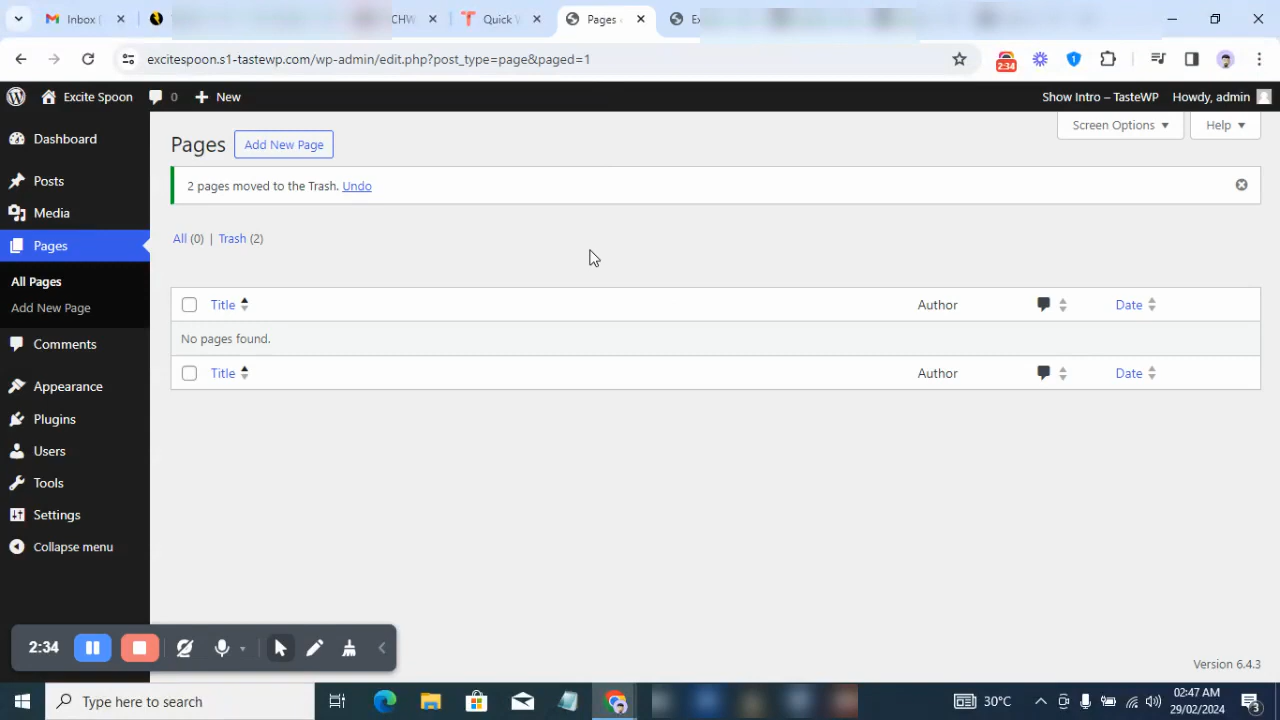 Inbox (
CHW
Quick
Pages
excitespoon.s1-tastewp.com/wp-admin/edit.php?post_type=page&paged=1
2:34
Excite Spoon
0
New
Show Intro – TasteWP
Howdy, admin
Dashboard
Posts
Media
Pages
All Pages
Add New Page
Comments
Appearance
Plugins
Users
Tools
Settings
Collapse menu
Screen Options
Help
Pages
Add New Page
2 pages moved to the Trash. Undo
All (0) | Trash (2)
Title Author Date
No pages found.
Title Author Date
Version 6.4.3
2:34
Type here to search
30°C
02:47 AM
29/02/2024
3